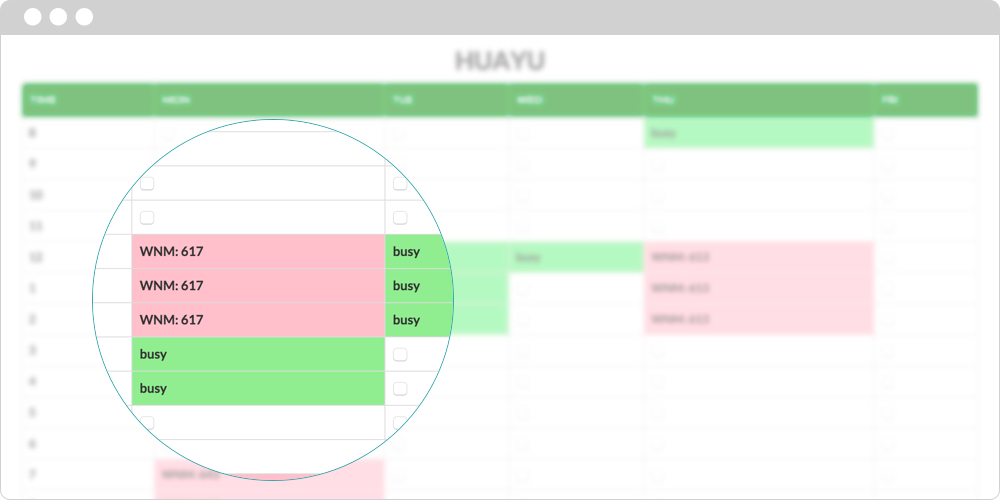 HUAYU
TIME MON TUE WED THU FRI
8 busy
9
10
11
WNM: 617 busy
12 busy WNM: 613
WNM: 617 busy
1 WNM: 613
WNM: 617 busy
2 WNM: 613
busy
3
busy
4
5
6
7